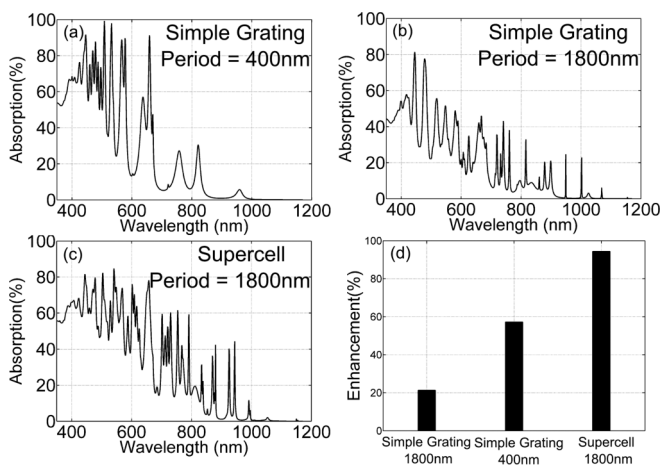 (a)
Simple Grating
Period = 400nm
Absorption(%)
100
80
60
40
20
0
400
600
800
1000
1200
Wavelength (nm)
(b)
Simple Grating
Period = 1800nm
Absorption(%)
100
80
60
40
20
0
400
600
800
1000
1200
Wavelength (nm)
(c)
Supercell
Period = 1800nm
Absorption(%)
100
80
60
40
20
0
400
600
800
1000
1200
Wavelength (nm)
(d)
Enhancement(%)
100
80
60
40
20
0
Simple Grating
1800nm
Simple Grating
400nm
Supercell
1800nm